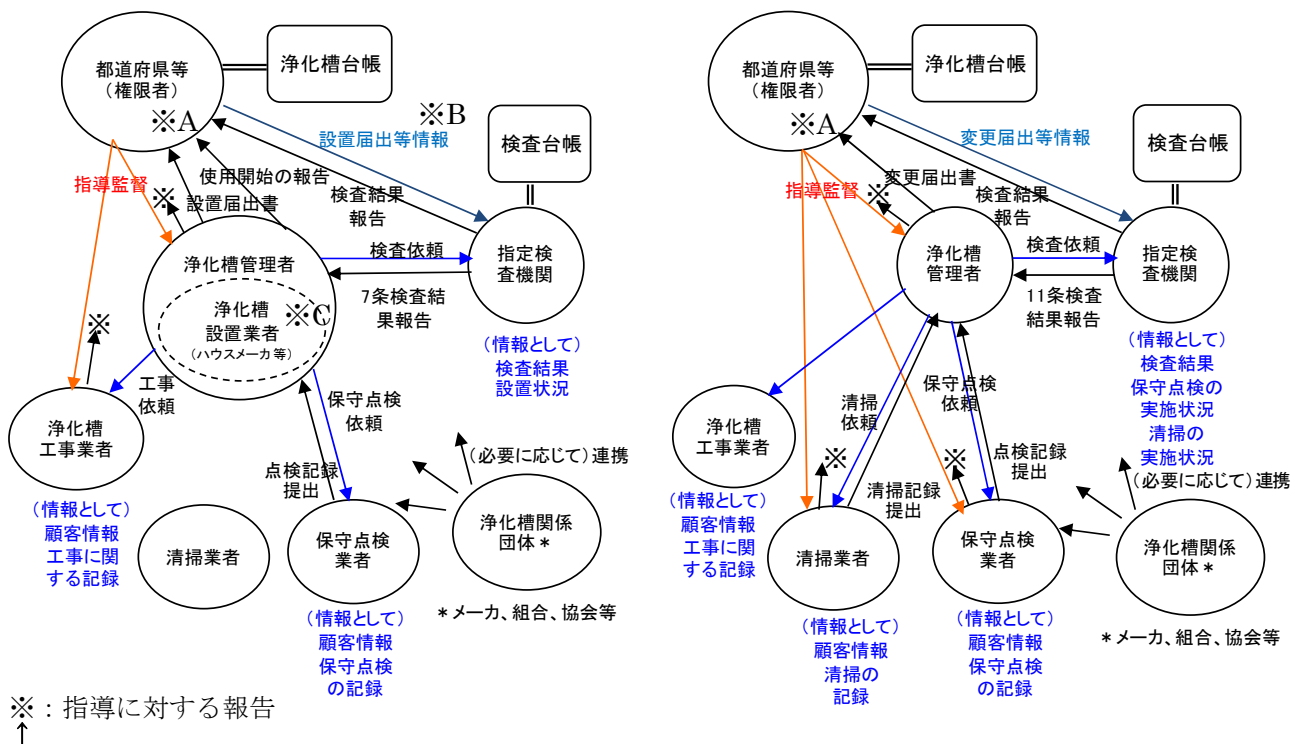 都道府県等
（権限者）
※A
浄化槽台帳
※B
設置届出等情報
検査台帳
指導監督
※
使用開始の報告
設置届出書
検査結果
報告
浄化槽管理者
検査依頼
指定検
査機関
7条検査結
果報告
浄化槽
設置業者
（ハウスメーカ等）
※C
※
（情報として）
検査結果
設置状況
工事
依頼
浄化槽
工事業者
保守点検
依頼
点検記録
提出
（必要に応じて）連携
（情報として）
顧客情報
工事に関
する記録
清掃業者
保守点検
業者
浄化槽関係
団体＊
（情報として）
顧客情報
保守点検
の記録
＊メーカ、組合、協会等
※：指導に対する報告
都道府県等
（権限者）
※A
浄化槽台帳
変更届出等情報
検査台帳
指導監督
※
変更届出書
検査結果
報告
浄化槽
管理者
検査依頼
指定検
査機関
11条検査
結果報告
（情報として）
検査結果
保守点検の
実施状況
清掃の
実施状況
浄化槽
工事業者
清掃
依頼
保守点検
依頼
※
※
点検記録
提出
清掃記録
提出
（必要に応じて）連携
（情報として）
顧客情報
工事に関
する記録
清掃業者
保守点検
業者
浄化槽関係
団体＊
（情報として）
顧客情報
清掃の
記録
（情報として）
顧客情報
保守点検
の記録
＊メーカ、組合、協会等